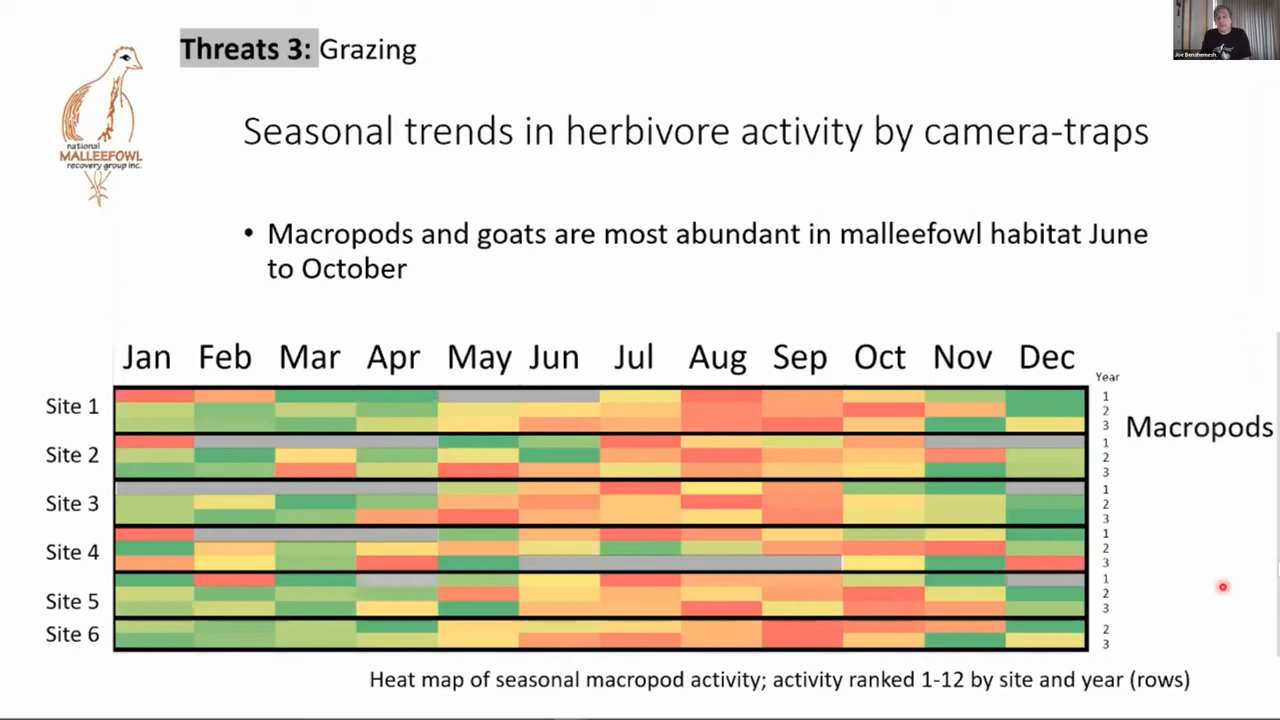 Threats 3: Grazing
Joe Benshemesh
national
MALLEEFOWL
recovery group inc.
Seasonal trends in herbivore activity by camera-traps
• Macropods and goats are most abundant in malleefowl habitat June
to October
Jan Feb Mar Apr May Jun Jul Aug Sep Oct Nov Dec
Year
Site 1
1
2
3
Macropods
Site 2
1
2
3
Site 3
1
2
3
Site 4
1
2
3
Site 5
1
2
3
Site 6
2
3
Heat map of seasonal macropod activity; activity ranked 1-12 by site and year (rows)